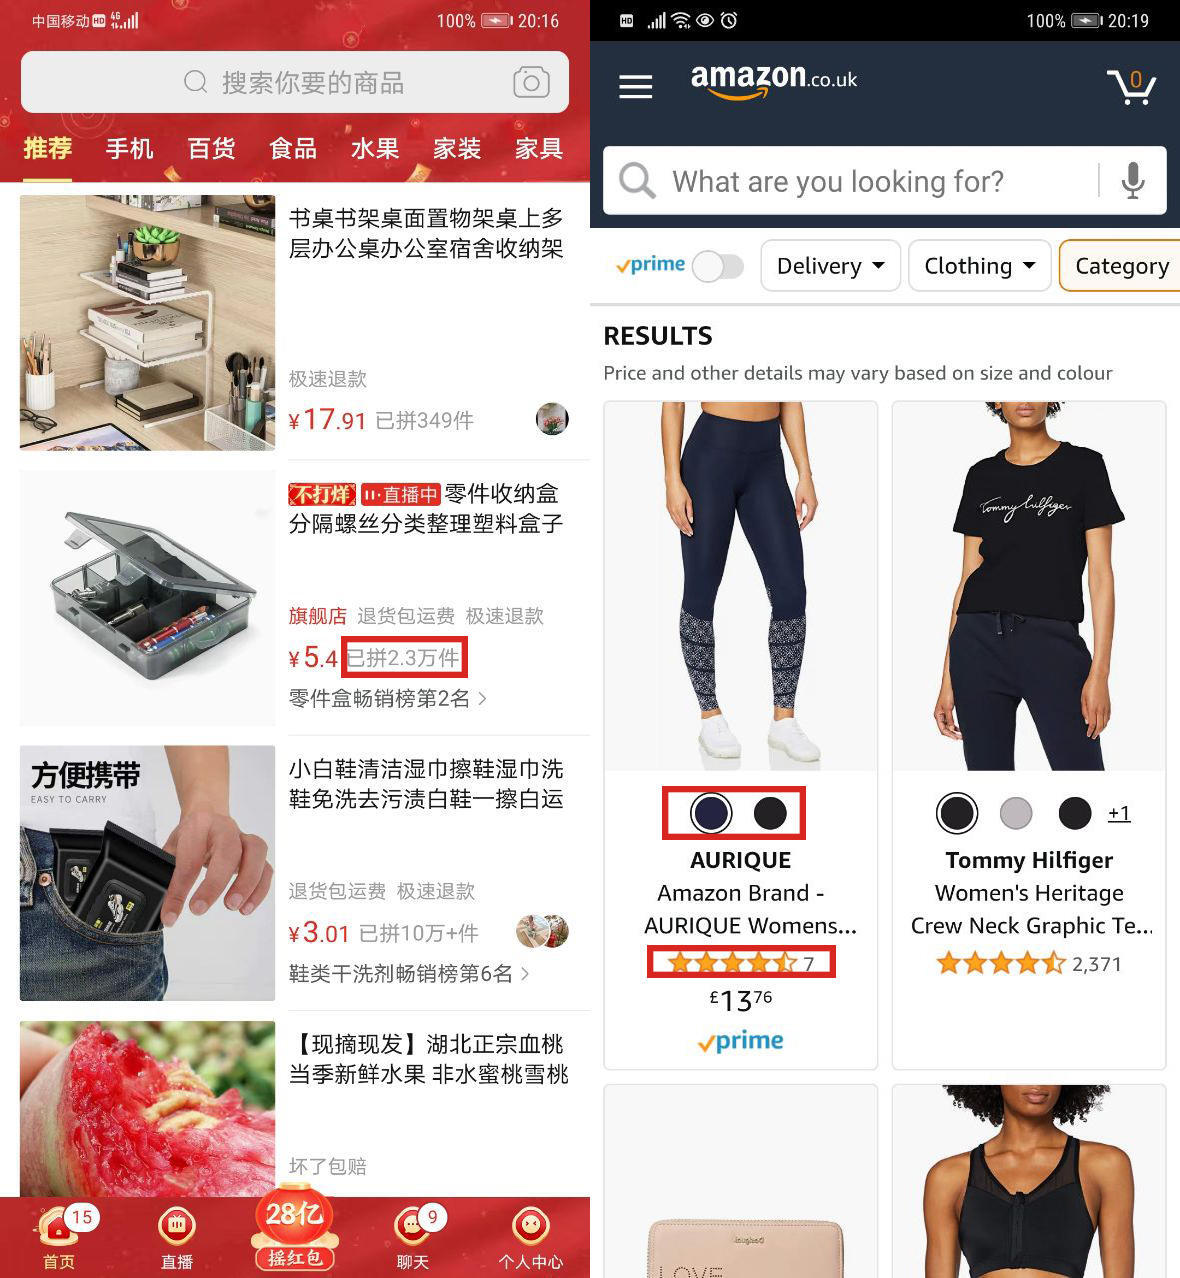 中国移动 HD 4G 100% 20:16
搜索你要的商品
推荐 手机 百货 食品 水果 家装 家具
书桌书架桌面置物架桌上多
层办公桌办公室宿舍收纳架
极速退款
¥17.91 已拼349件
不打烊 直播中 零件收纳盒
分隔螺丝分类整理塑料盒子
旗舰店 退货包运费 极速退款
¥5.4 已拼2.3万件
零件盒畅销榜第2名 >
方便携带
EASY TO CARRY
小白鞋清洁湿巾擦鞋湿巾洗
鞋免洗去污渍白鞋一擦白运
退货包运费 极速退款
¥3.01 已拼10万+件
鞋类干洗剂畅销榜第6名 >
【现摘现发】湖北正宗血桃
当季新鲜水果 非水蜜桃雪桃
坏了包赔
15
28亿
9
首页 直播 摇红包 聊天 个人中心
HD 100% 20:19
amazon.co.uk
0
What are you looking for?
prime Delivery Clothing Category
RESULTS
Price and other details may vary based on size and colour
AURIQUE
Amazon Brand -
AURIQUE Womens...
7
£1376
prime
Tommy Hilfiger
+1
Tommy Hilfiger
Women's Heritage
Crew Neck Graphic Te...
2,371
LOVE